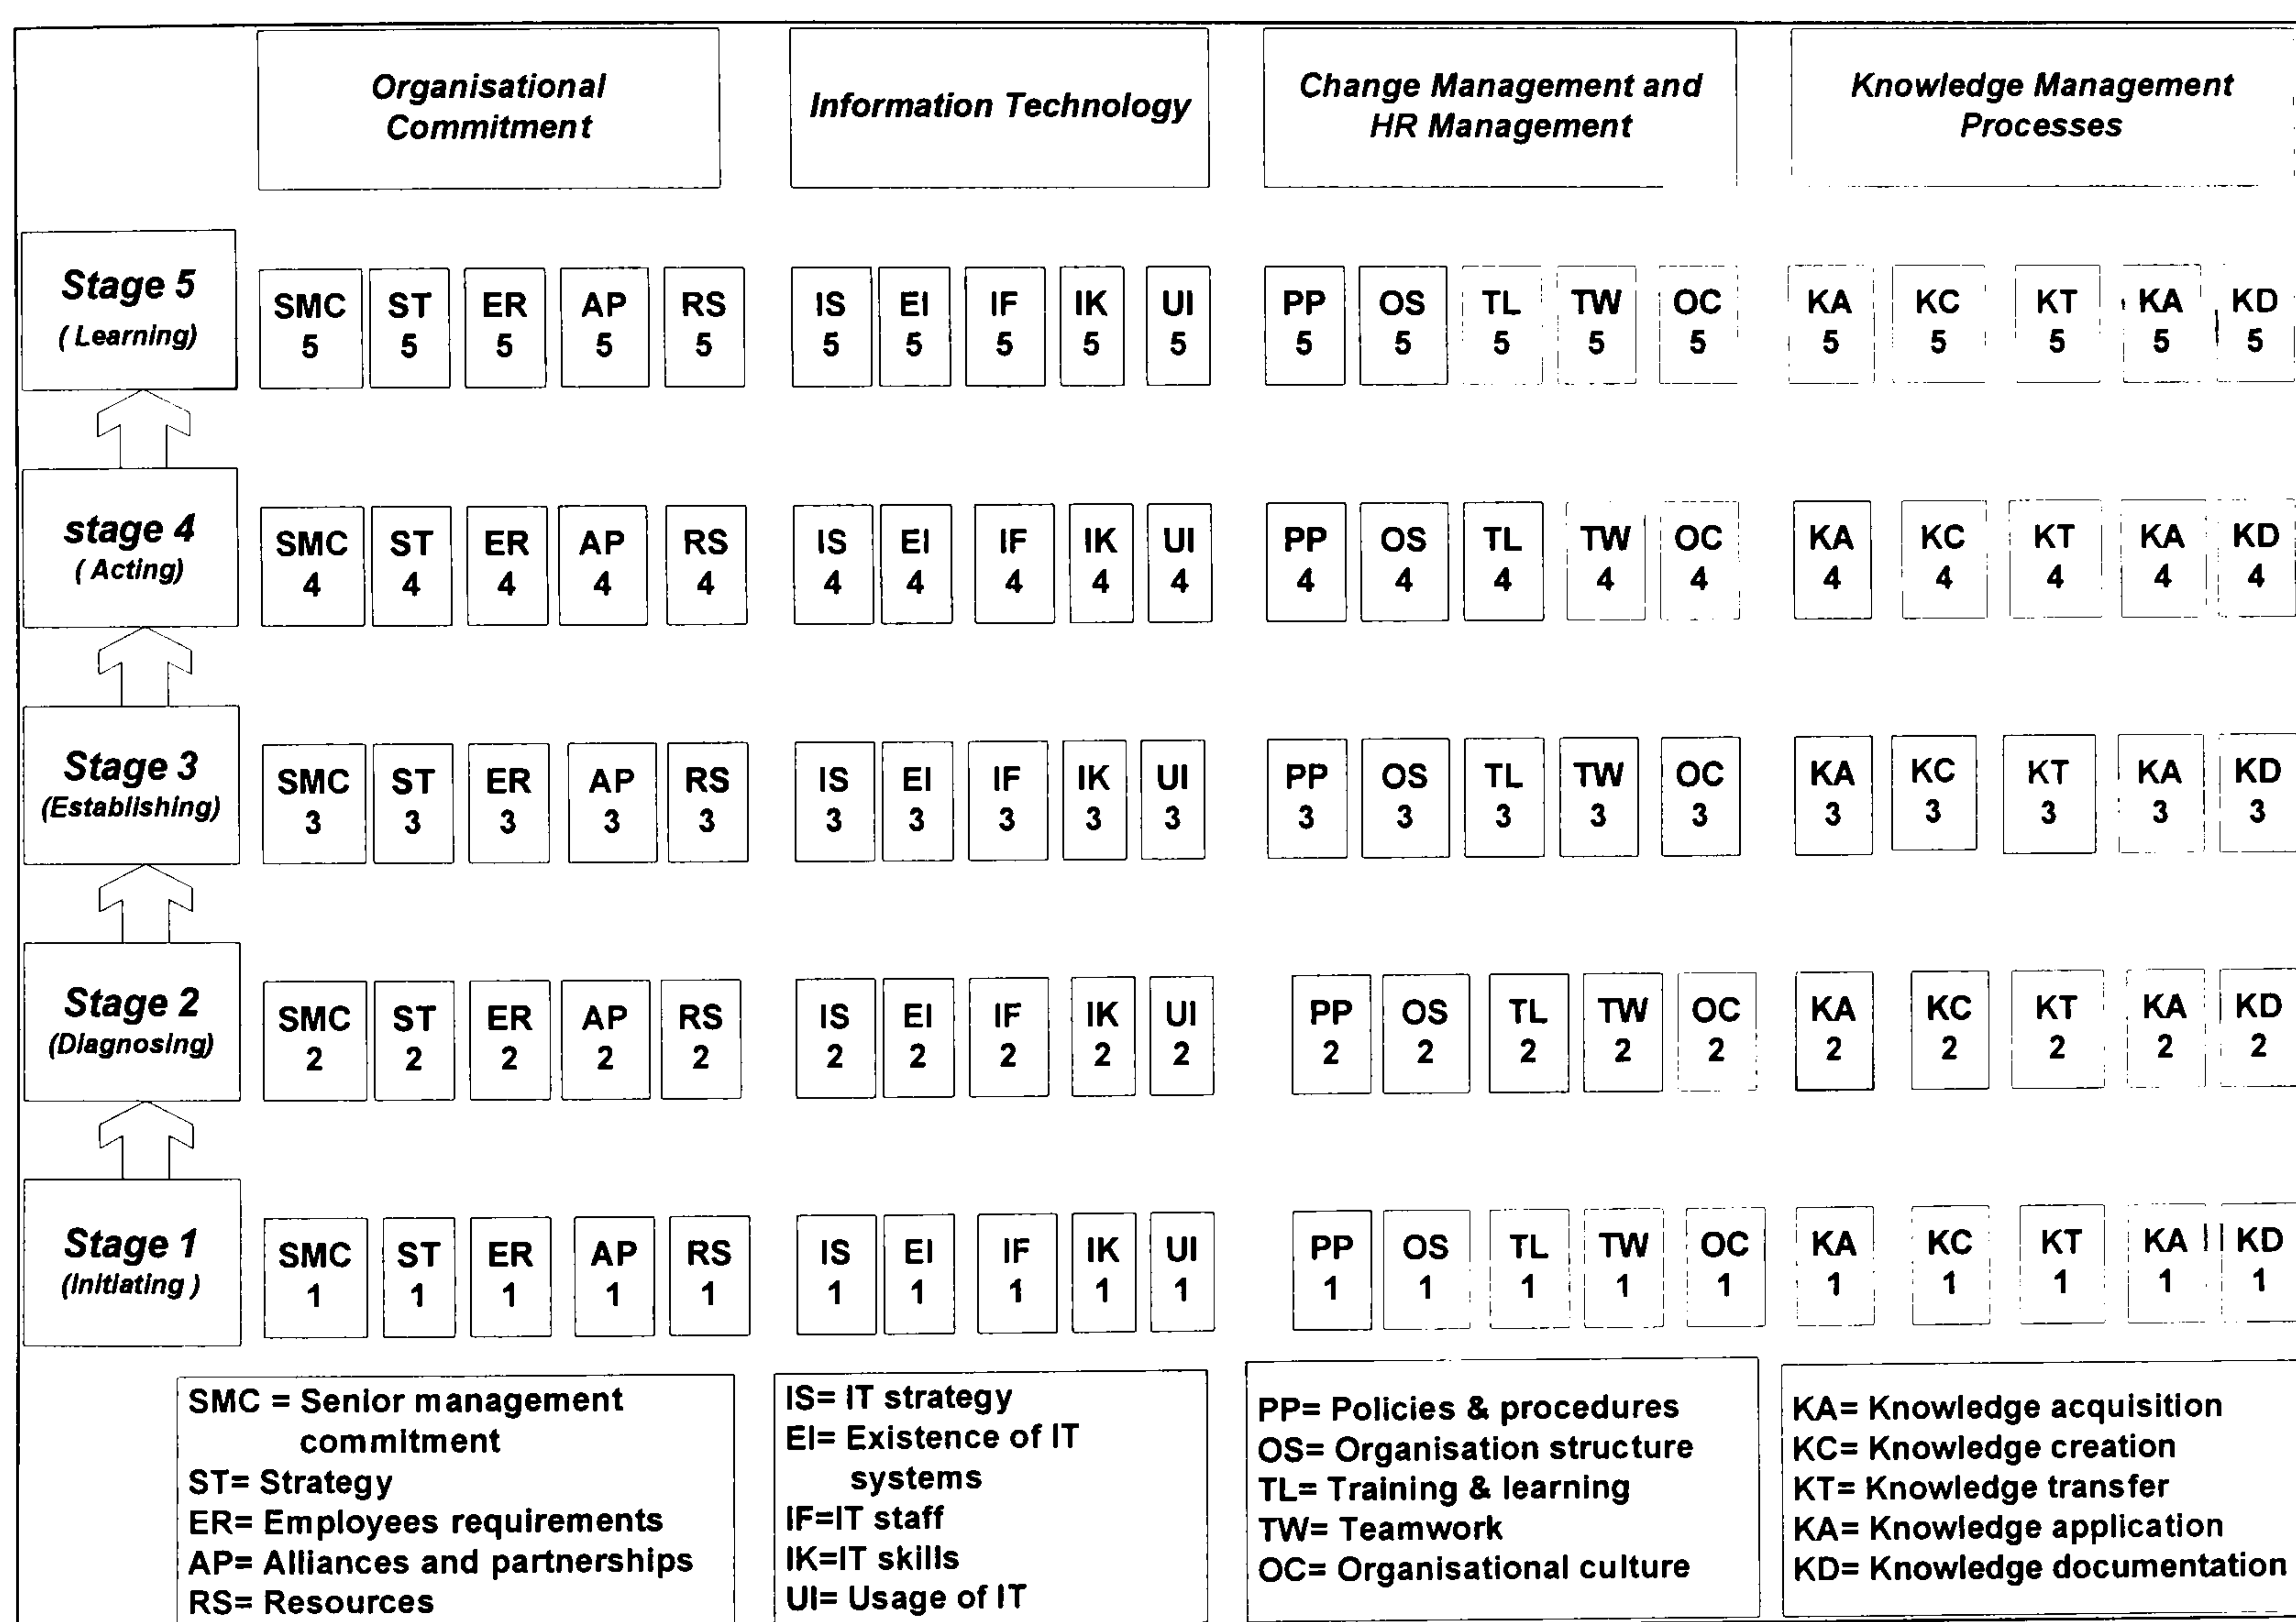 Organisational
Commitment
Information Technology
Change Management and
HR Management
Knowledge Management
Processes
Stage 5
( Learning)
SMC ST ER AP RS IS EI IF IK UI PP OS TL TW OC KA KC KT KA KD
5 5 5 5 5 5 5 5 5 5 5 5 5 5 5 5 5 5 5 5
stage 4
( Acting)
SMC ST ER AP RS IS EI IF IK UI PP OS TL TW OC KA KC KT KA KD
4 4 4 4 4 4 4 4 4 4 4 4 4 4 4 4 4 4 4 4
Stage 3
(Establishing)
SMC ST ER AP RS IS EI IF IK UI PP OS TL TW OC KA KC KT KA KD
3 3 3 3 3 3 3 3 3 3 3 3 3 3 3 3 3 3 3 3
Stage 2
(Diagnosing)
SMC ST ER AP RS IS EI IF IK UI PP OS TL TW OC KA KC KT KA KD
2 2 2 2 2 2 2 2 2 2 2 2 2 2 2 2 2 2 2 2
Stage 1
(Initiating )
SMC ST ER AP RS IS EI IF IK UI PP OS TL TW OC KA KC KT KA KD
1 1 1 1 1 1 1 1 1 1 1 1 1 1 1 1 1 1 1 1
SMC = Senior management
commitment
ST= Strategy
ER= Employees requirements
AP= Alliances and partnerships
RS= Resources
IS= IT strategy
EI= Existence of IT
systems
IF=IT staff
IK=IT skills
UI= Usage of IT
PP= Policies & procedures
OS= Organisation structure
TL= Training & learning
TW= Teamwork
OC= Organisational culture
KA= Knowledge acquisition
KC= Knowledge creation
KT= Knowledge transfer
KA= Knowledge application
KD= Knowledge documentation